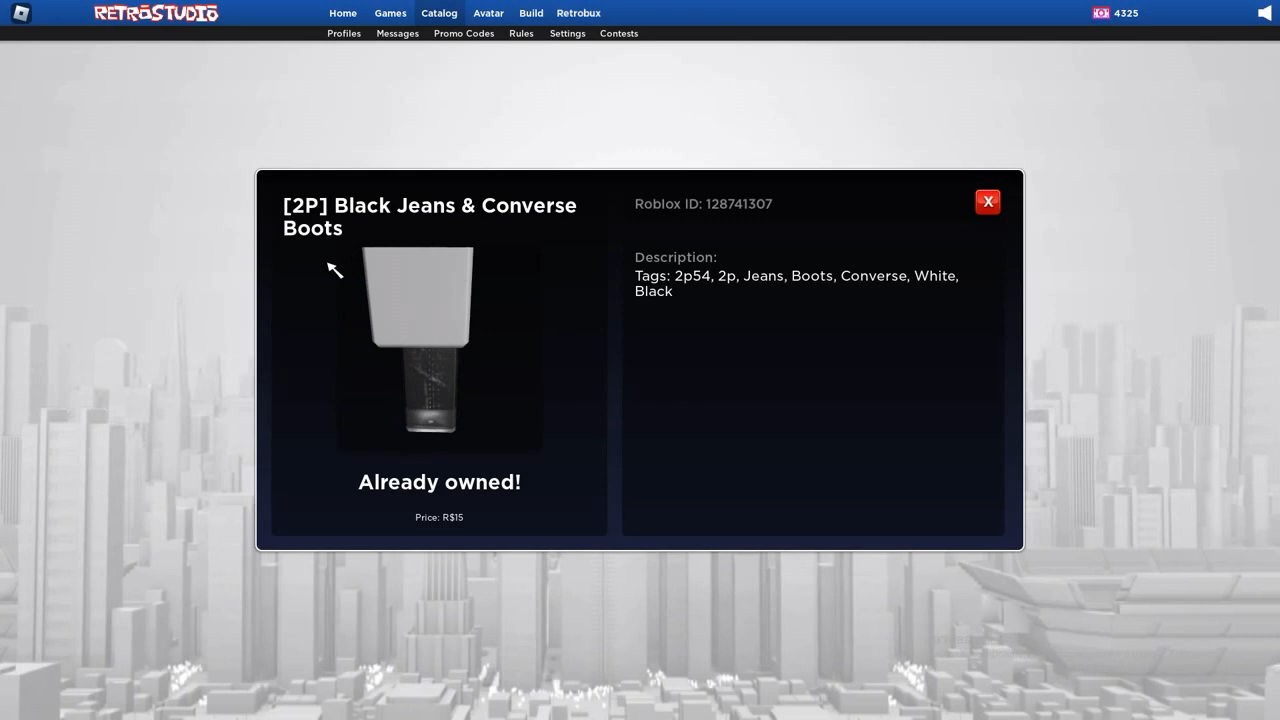 RETROSTUDIO
Home Games Catalog Avatar Build Retrobux
4325
Profiles Messages Promo Codes Rules Settings Contests
[2P] Black Jeans & Converse
Boots
Roblox ID: 128741307
X
Description:
Tags: 2p54, 2p, Jeans, Boots, Converse, White,
Black
Already owned!
Price: R$15